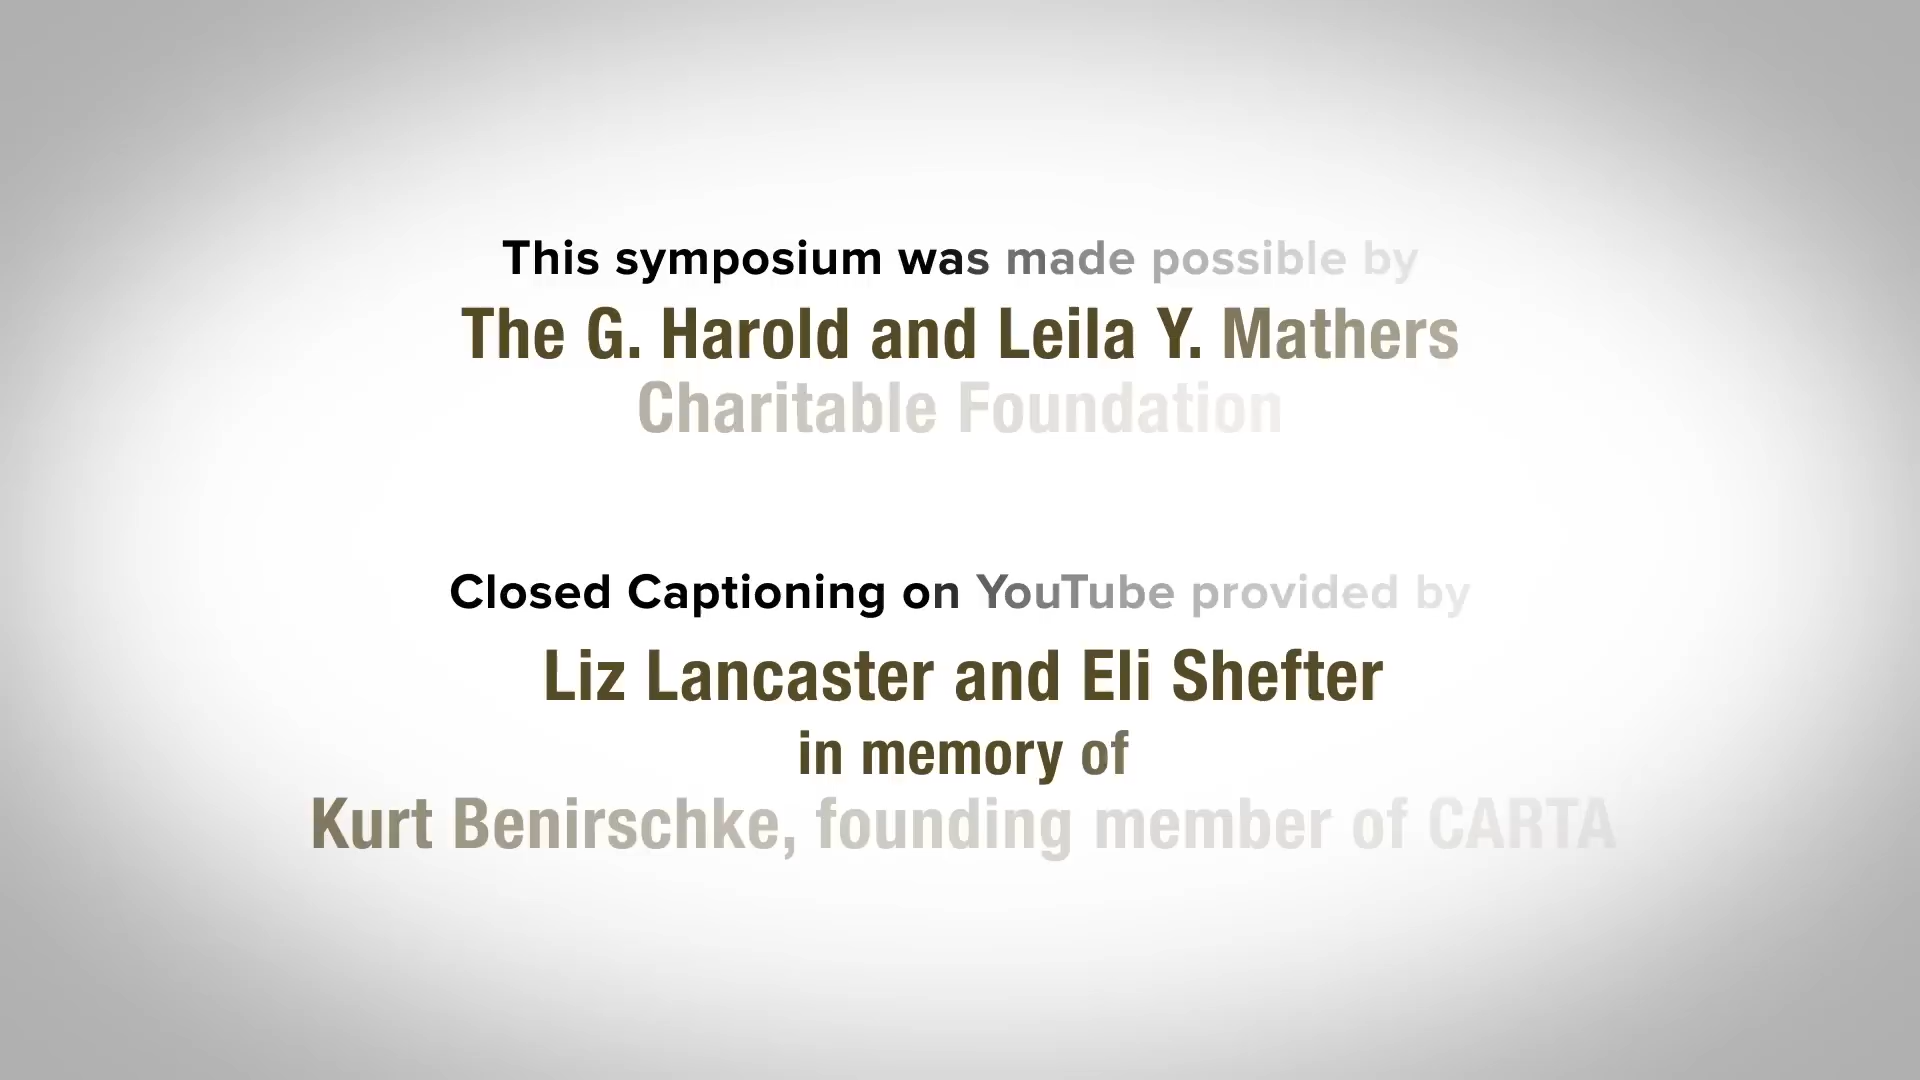 This symposium was made possible by
The G. Harold and Leila Y. Mathers
Charitable Foundation
Closed Captioning on YouTube provided by
Liz Lancaster and Eli Shefter
in memory of
Kurt Benirschke, founding member of CARTA